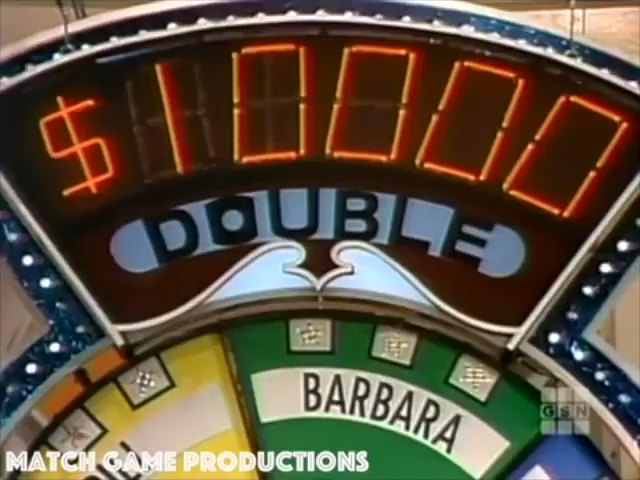 $10000
DOUBLE
BARBARA
GSN
MATCH GAME PRODUCTIONS